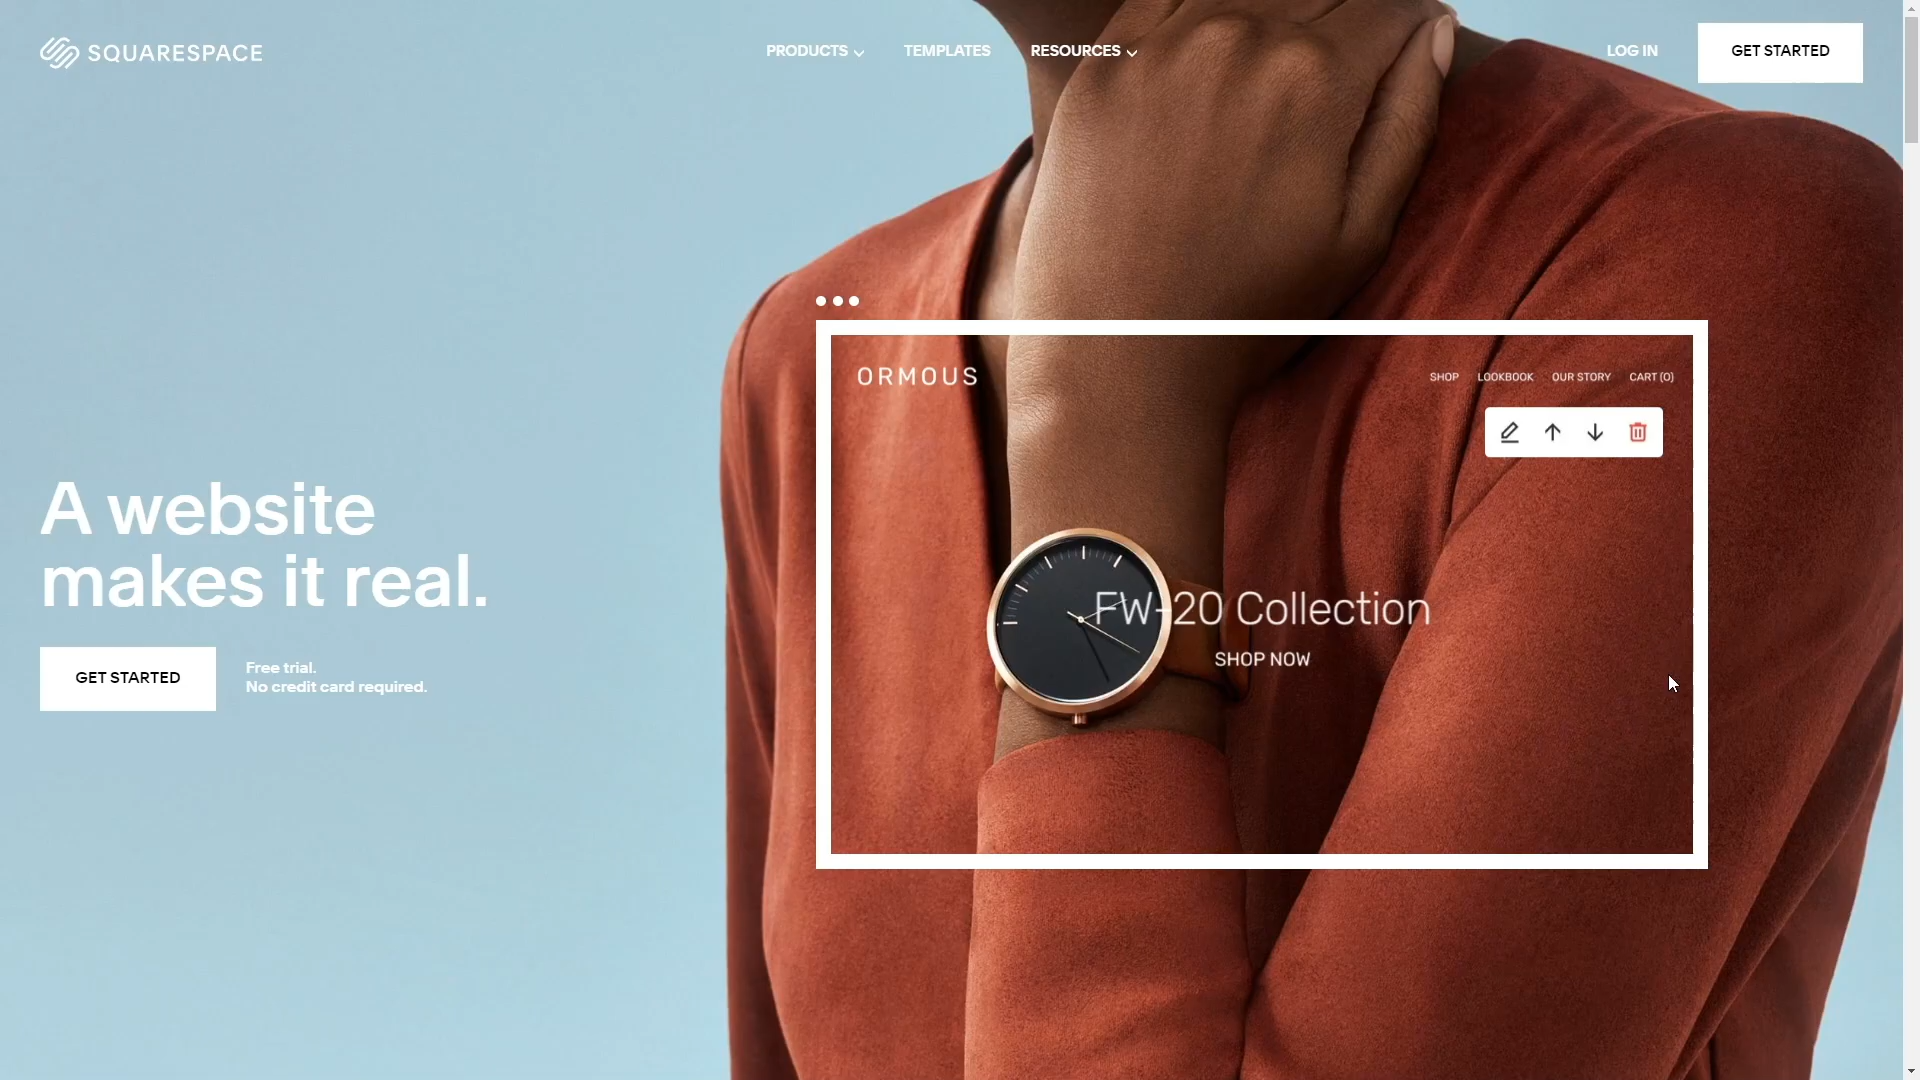 SQUARESPACE
PRODUCTS
TEMPLATES
RESOURCES
LOG IN
GET STARTED
ORMOUS
SHOP
LOOKBOOK
OUR STORY
CART (0)
A website
makes it real.
FW-20 Collection
SHOP NOW
GET STARTED
Free trial.
No credit card required.